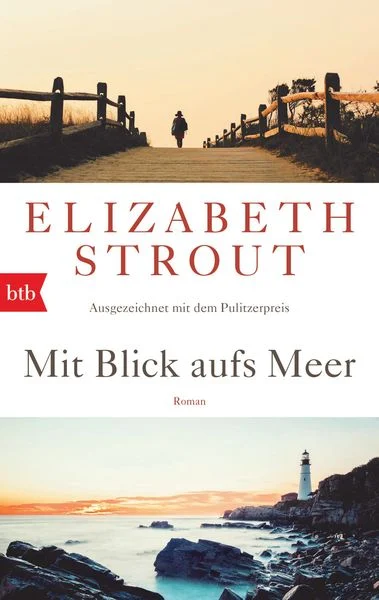 ELIZABETH
STROUT
btb
Ausgezeichnet mit dem Pulitzerpreis
Mit Blick aufs Meer
Roman